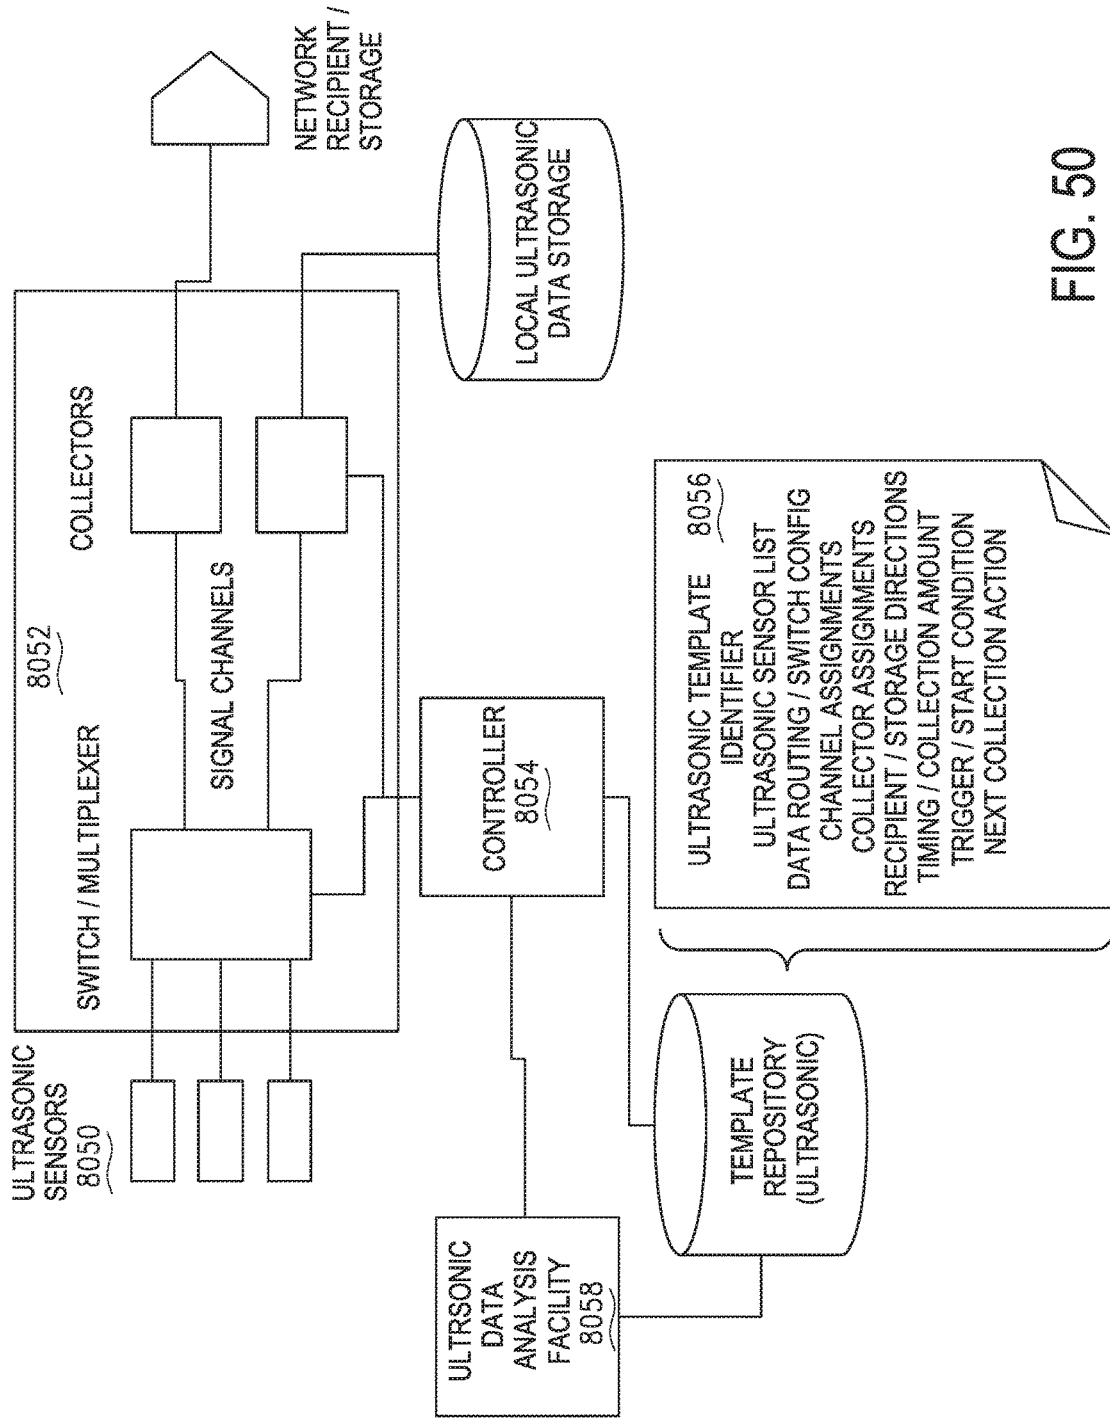 ULTRASONIC
SENSORS
8050
SWITCH / MULTIPLEXER
8052
COLLECTORS
SIGNAL CHANNELS
NETWORK
RECIPIENT /
STORAGE
LOCAL ULTRASONIC
DATA STORAGE
CONTROLLER
8054
ULTRSONIC
DATA
ANALYSIS
FACILITY
8058
TEMPLATE
REPOSITORY
(ULTRASONIC)
ULTRASONIC TEMPLATE 8056
IDENTIFIER
ULTRASONIC SENSOR LIST
DATA ROUTING / SWITCH CONFIG
CHANNEL ASSIGNMENTS
COLLECTOR ASSIGNMENTS
RECIPIENT / STORAGE DIRECTIONS
TIMING / COLLECTION AMOUNT
TRIGGER / START CONDITION
NEXT COLLECTION ACTION
FIG. 50